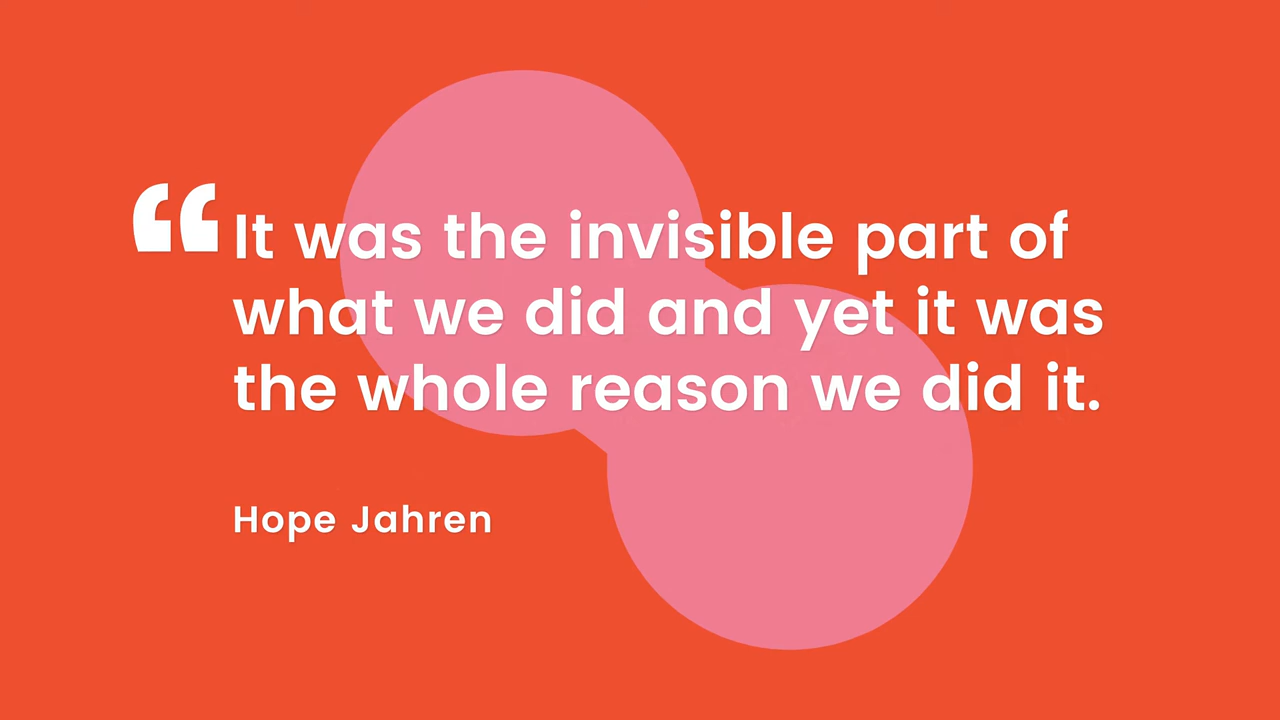 “It was the invisible part of
what we did and yet it was
the whole reason we did it.
Hope Jahren